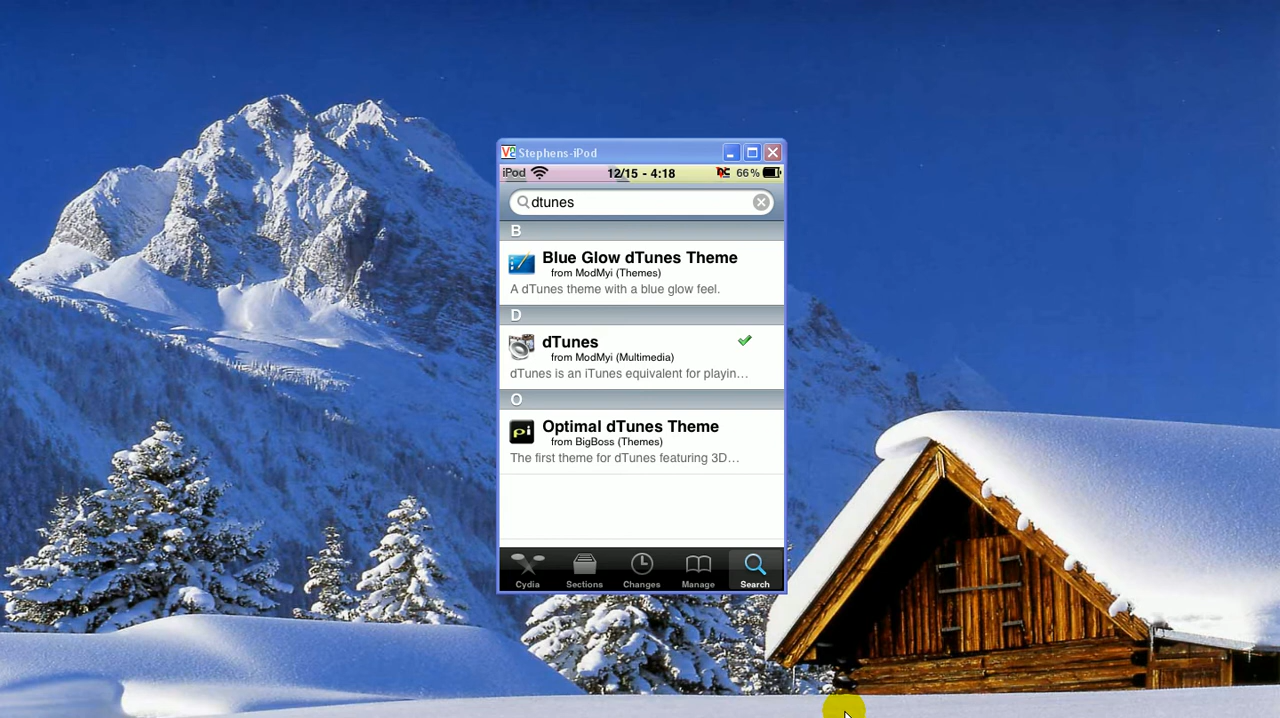 Stephens-iPod
iPod 12/15 - 4:18 66%
dtunes
B
Blue Glow dTunes Theme
from ModMyi (Themes)
A dTunes theme with a blue glow feel.
D
dTunes
from ModMyi (Multimedia)
dTunes is an iTunes equivalent for playin…
O
pi
Optimal dTunes Theme
from BigBoss (Themes)
The first theme for dTunes featuring 3D…
Cydia Sections Changes Manage Search